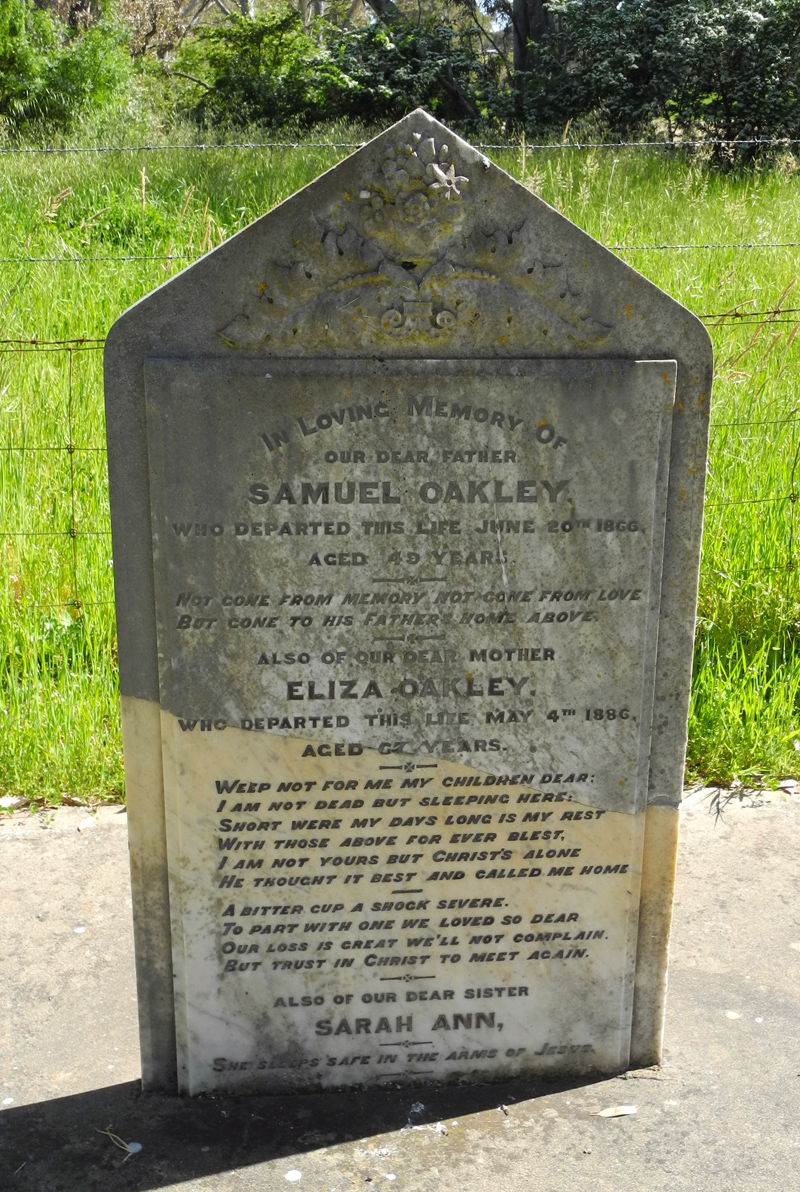 In Loving Memory Of
OUR DEAR FATHER
SAMUEL OAKLEY.
WHO DEPARTED THIS LIFE JUNE 20TH 1866.
AGED 49 YEARS.
NOT GONE FROM MEMORY NOT GONE FROM LOVE
BUT GONE TO HIS FATHER'S HOME ABOVE.
ALSO OF OUR DEAR MOTHER
ELIZA OAKLEY.
WHO DEPARTED THIS LIFE MAY 4TH 1886.
AGED 67 YEARS.
WEEP NOT FOR ME MY CHILDREN DEAR:
I AM NOT DEAD BUT SLEEPING HERE:
SHORT WERE MY DAYS LONG IS MY REST
WITH THOSE ABOVE FOR EVER BLEST,
I AM NOT YOURS BUT CHRIST'S ALONE
HE THOUGHT IT BEST AND CALLED ME HOME
A BITTER CUP A SHOCK SEVERE.
TO PART WITH ONE WE LOVED SO DEAR
OUR LOSS IS GREAT WE'LL NOT COMPLAIN.
BUT TRUST IN CHRIST TO MEET AGAIN.
ALSO OF OUR DEAR SISTER
SARAH ANN,
SHE SLEEPS SAFE IN THE ARMS OF JESUS.